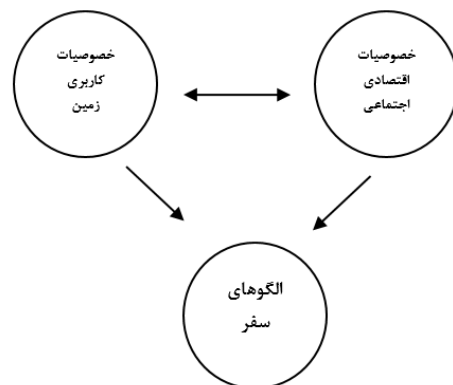 خصوصیات
اقتصادی
اجتماعی
خصوصیات
کاربری
زمین
الگوهای
سفر